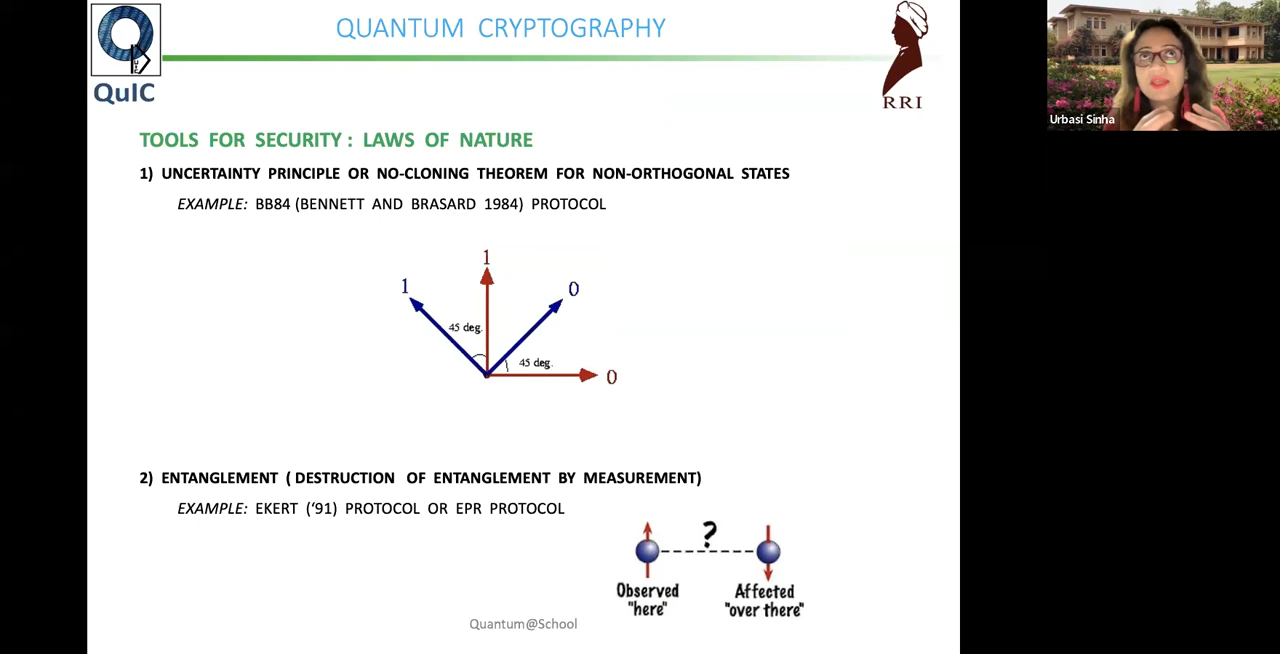 QUANTUM CRYPTOGRAPHY
QuIC
RRI
Urbasi Sinha
TOOLS FOR SECURITY : LAWS OF NATURE
1) UNCERTAINTY PRINCIPLE OR NO-CLONING THEOREM FOR NON-ORTHOGONAL STATES
EXAMPLE: BB84 (BENNETT AND BRASARD 1984) PROTOCOL
1
1
0
45 deg.
45 deg.
0
2) ENTANGLEMENT ( DESTRUCTION OF ENTANGLEMENT BY MEASUREMENT)
EXAMPLE: EKERT (‘91) PROTOCOL OR EPR PROTOCOL
?
Observed "here"
Affected "over there"
Quantum@School